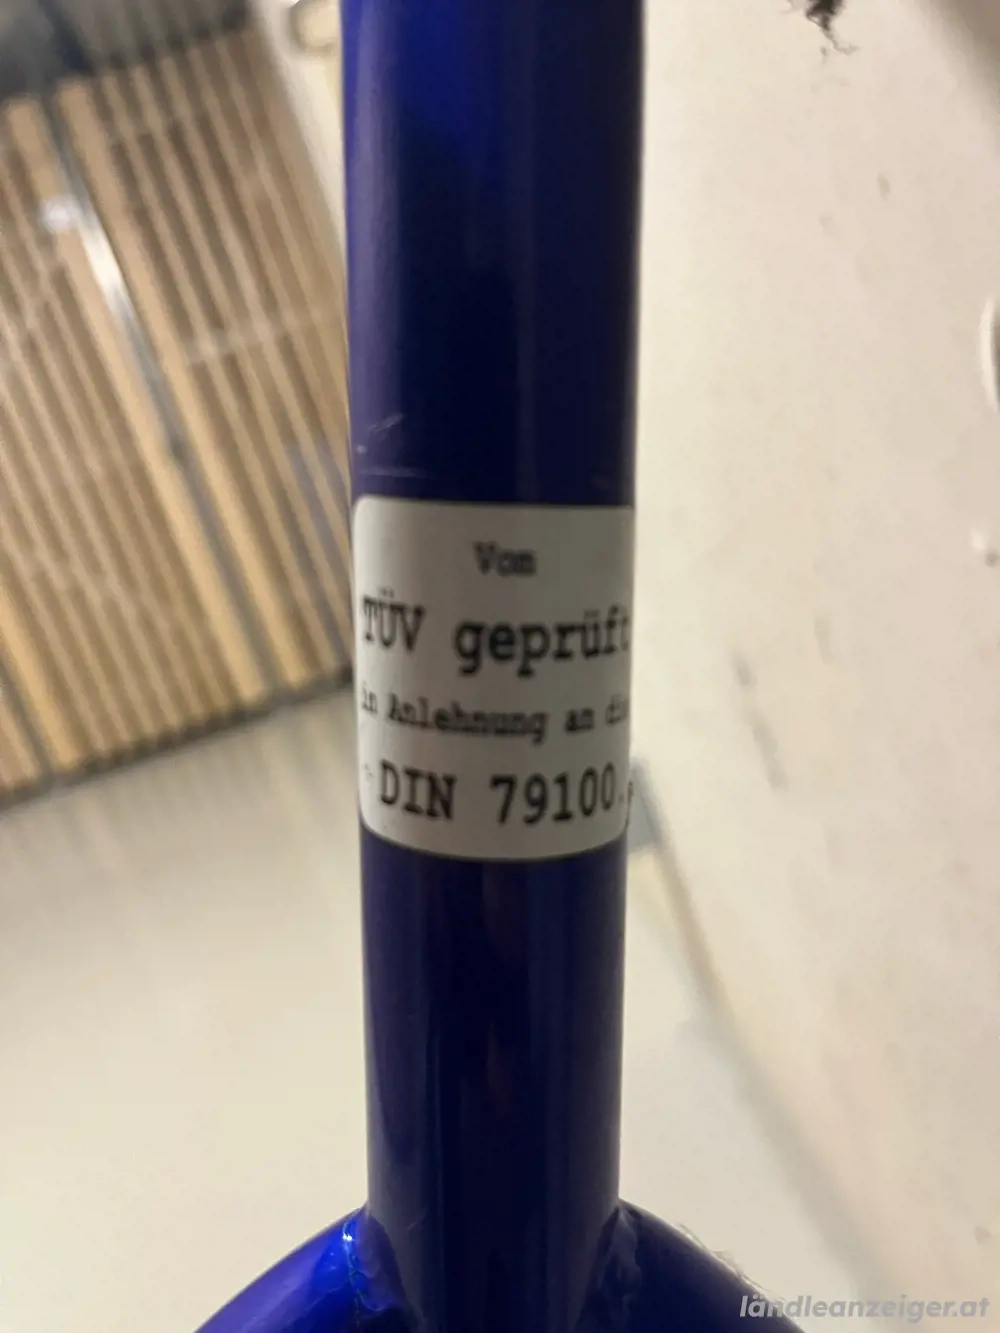 Vom
TÜV geprüft
in Anlehnung an die
DIN 79100.
ländleanzeiger.at